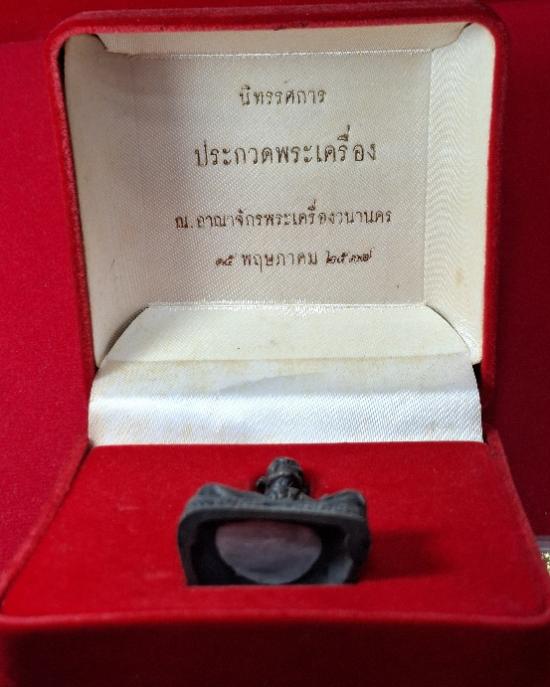 นิทรรศการ
ประกวดพระเครื่อง
ณ.อาณาจักรพระเครื่องวนานคร
๑๕ พฤษภาคม ๒๕๓๗